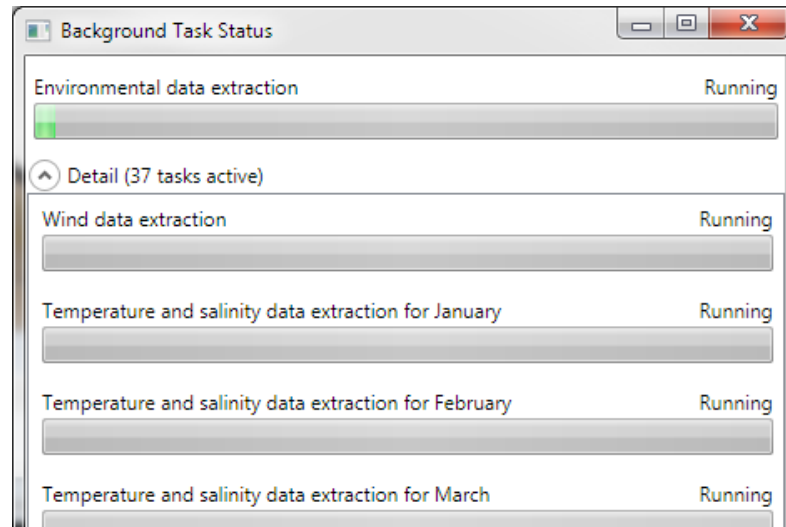 Background Task Status
Environmental data extraction Running
Detail (37 tasks active)
Wind data extraction Running
Temperature and salinity data extraction for January Running
Temperature and salinity data extraction for February Running
Temperature and salinity data extraction for March Running